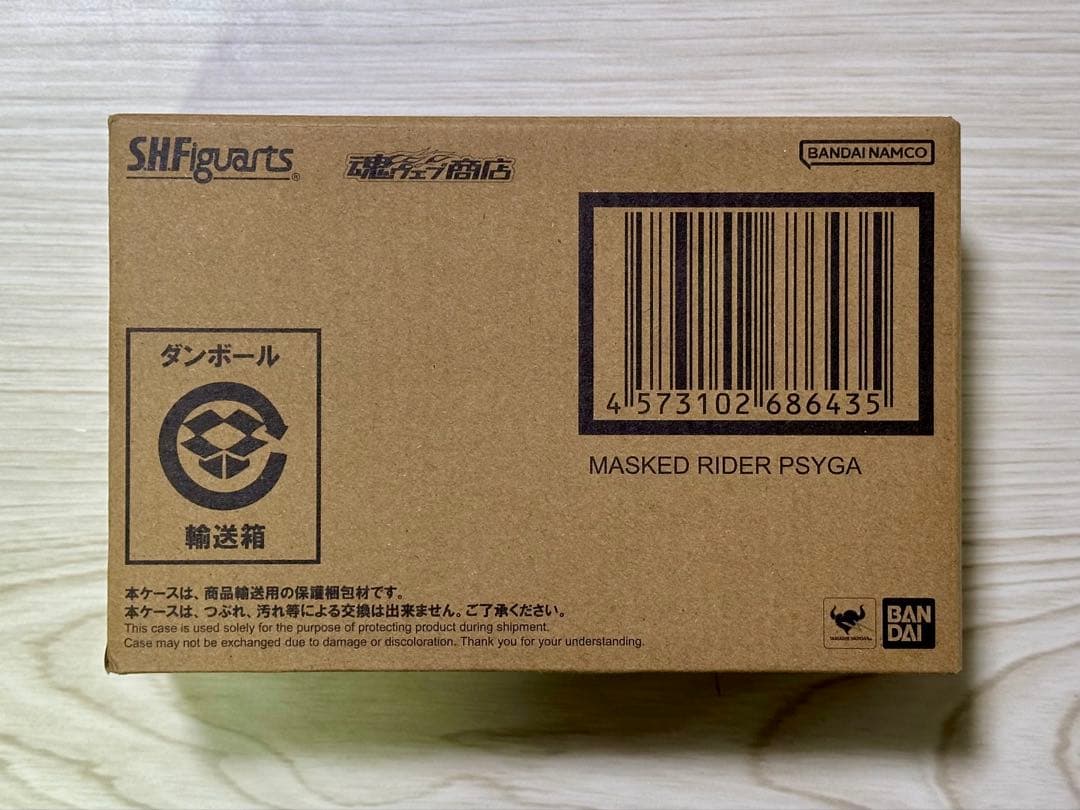 S.H.Figuarts®
魂ウェブ商店
BANDAI NAMCO
4 573102 686435
MASKED RIDER PSYGA
ダンボール
輸送箱
本ケースは、商品輸送用の保護梱包材です。
本ケースは、つぶれ、汚れ等による交換は出来ません。ご了承ください。
This case is used solely for the purpose of protecting product during shipment.
Case may not be exchanged due to damage or discoloration. Thank you for your understanding.
BAN
DAI